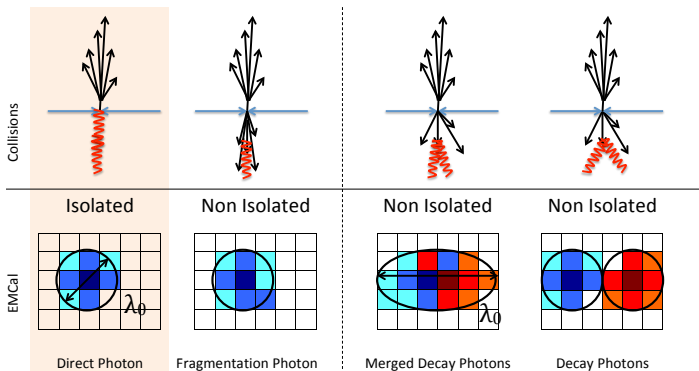 Collisions
Isolated
Non Isolated
Non Isolated
Non Isolated
EMCal
λ₀
λ₀
Direct Photon
Fragmentation Photon
Merged Decay Photons
Decay Photons